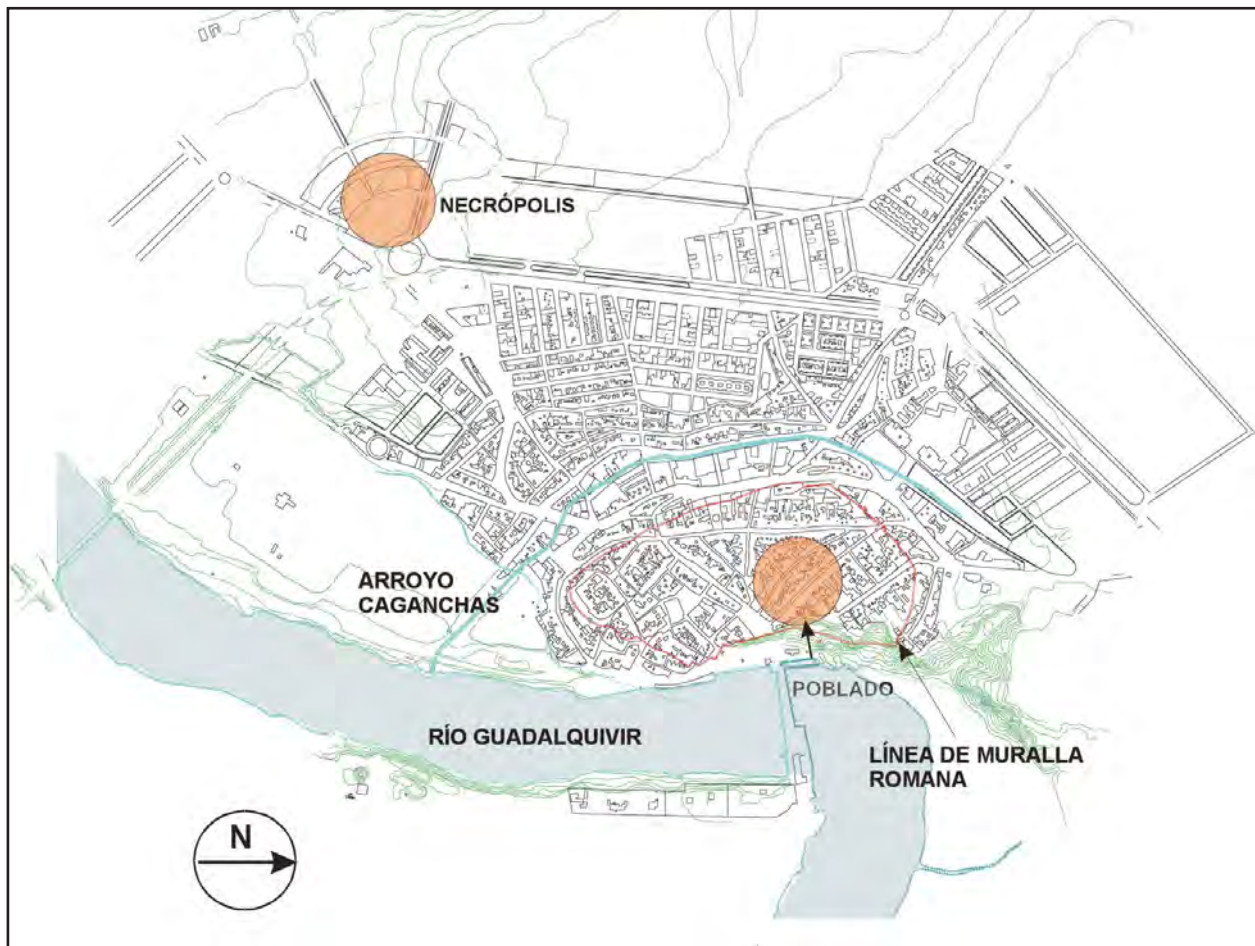 NECRÓPOLIS
ARROYO
CAGANCHAS
POBLADO
RÍO GUADALQUIVIR
LÍNEA DE MURALLA
ROMANA
N